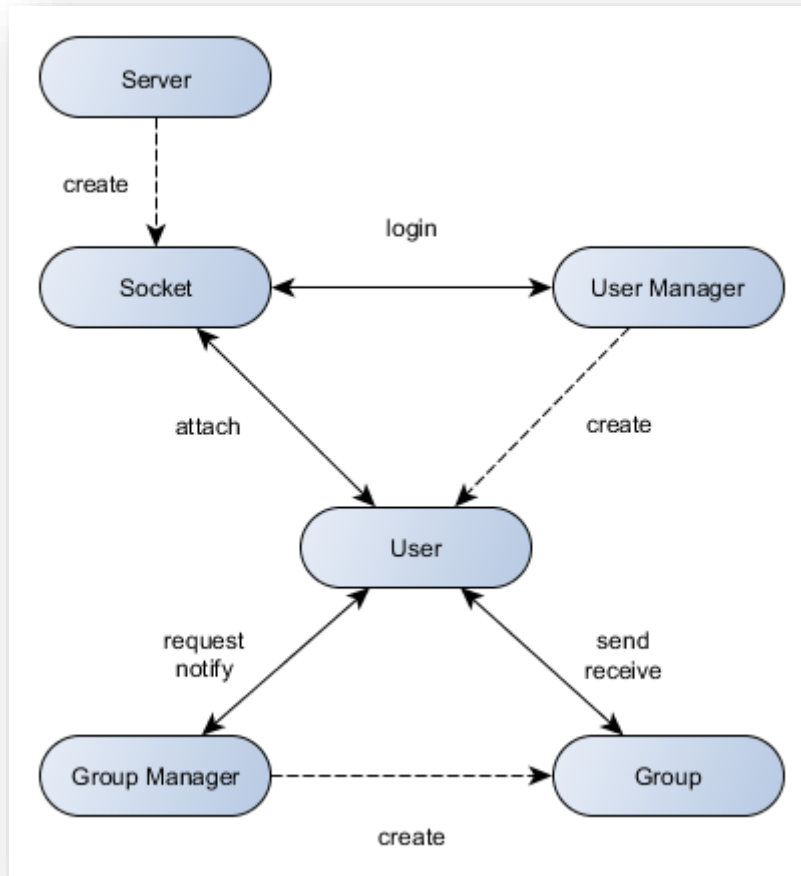 Server
create
login
Socket
User Manager
attach
create
User
request
notify
send
receive
Group Manager
Group
create